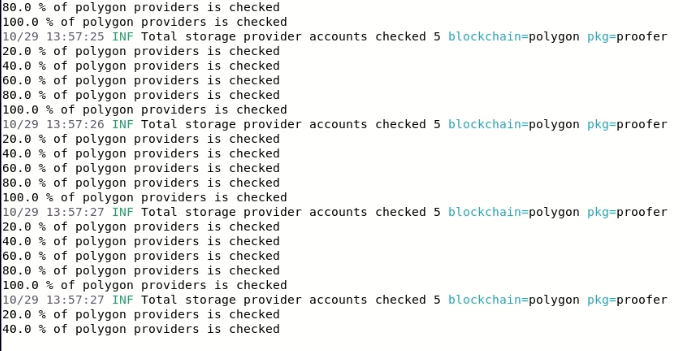 80.0 % of polygon providers is checked
100.0 % of polygon providers is checked
10/29 13:57:25 INF Total storage provider accounts checked 5 blockchain=polygon pkg=proofer
20.0 % of polygon providers is checked
40.0 % of polygon providers is checked
60.0 % of polygon providers is checked
80.0 % of polygon providers is checked
100.0 % of polygon providers is checked
10/29 13:57:26 INF Total storage provider accounts checked 5 blockchain=polygon pkg=proofer
20.0 % of polygon providers is checked
40.0 % of polygon providers is checked
60.0 % of polygon providers is checked
80.0 % of polygon providers is checked
100.0 % of polygon providers is checked
10/29 13:57:27 INF Total storage provider accounts checked 5 blockchain=polygon pkg=proofer
20.0 % of polygon providers is checked
40.0 % of polygon providers is checked
60.0 % of polygon providers is checked
80.0 % of polygon providers is checked
100.0 % of polygon providers is checked
10/29 13:57:27 INF Total storage provider accounts checked 5 blockchain=polygon pkg=proofer
20.0 % of polygon providers is checked
40.0 % of polygon providers is checked